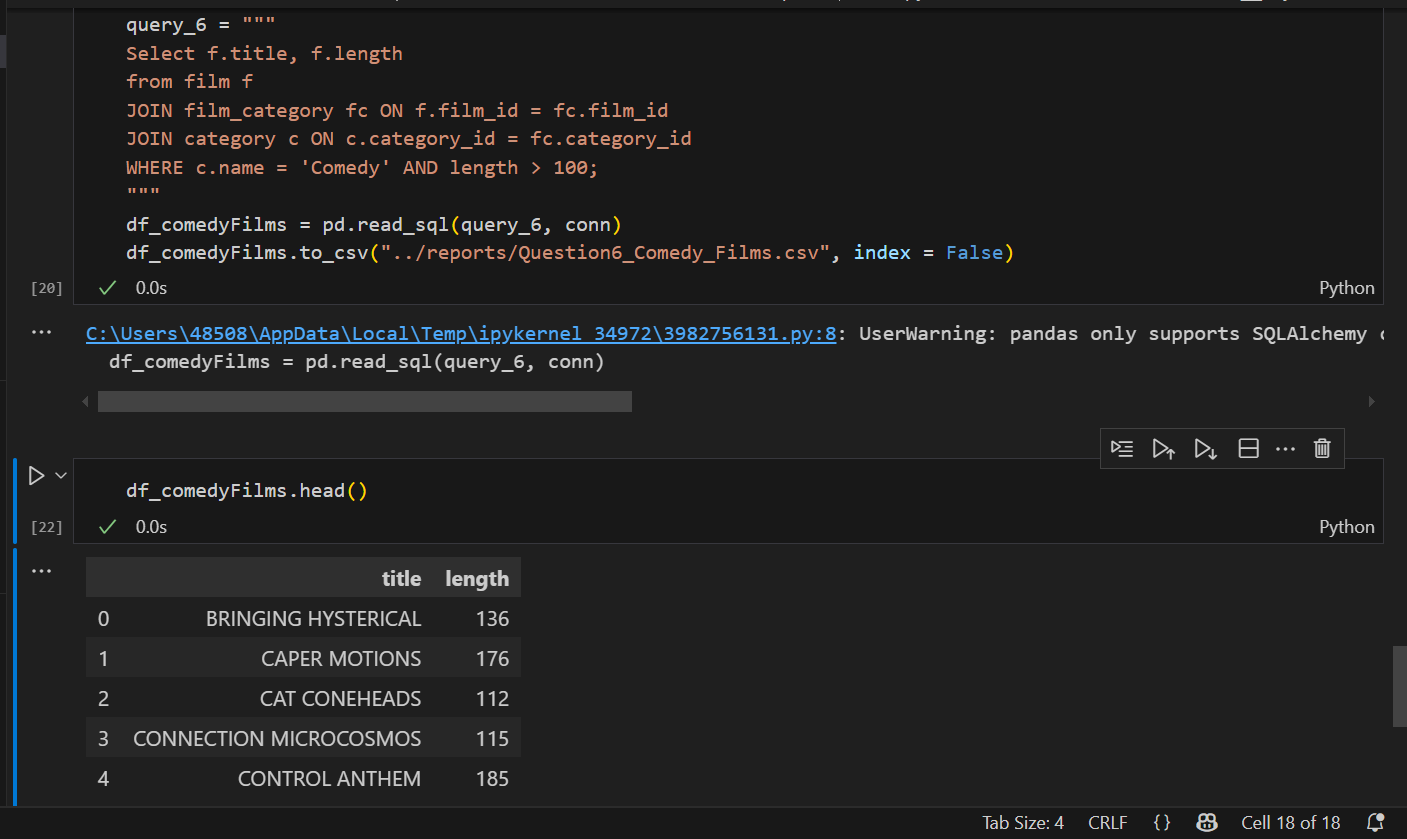 query_6 = """
Select f.title, f.length
from film f
JOIN film_category fc ON f.film_id = fc.film_id
JOIN category c ON c.category_id = fc.category_id
WHERE c.name = 'Comedy' AND length > 100;
"""
df_comedyFilms = pd.read_sql(query_6, conn)
df_comedyFilms.to_csv("../reports/Question6_Comedy_Films.csv", index = False)
[20] 0.0s Python
C:\Users\48508\AppData\Local\Temp\ipykernel_34972\3982756131.py:8: UserWarning: pandas only supports SQLAlchemy
df_comedyFilms = pd.read_sql(query_6, conn)
df_comedyFilms.head()
[22] 0.0s Python
title length
0 BRINGING HYSTERICAL 136
1 CAPER MOTIONS 176
2 CAT CONEHEADS 112
3 CONNECTION MICROCOSMOS 115
4 CONTROL ANTHEM 185
Tab Size: 4 CRLF {} Cell 18 of 18